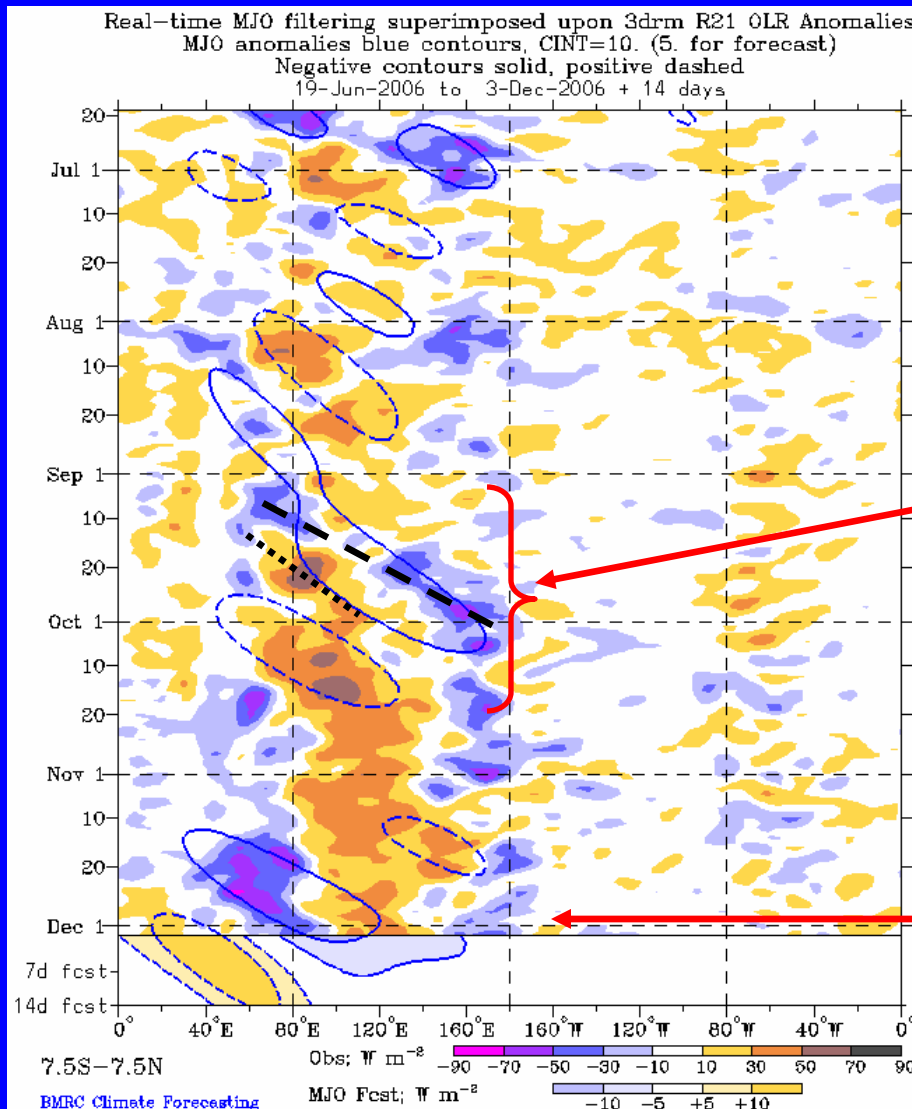 Real-time MJO filtering superimposed upon 3drm R21 OLR Anomalies
MJO anomalies blue contours, CINT=10. (5. for forecast)
Negative contours solid, positive dashed
19-Jun-2006 to 3-Dec-2006 + 14 days
20
Jul 1
10
20
Aug 1
10
20
Sep 1
10
20
Oct 1
10
20
Nov 1
10
20
Dec 1
7d fcst
14d fcst
0° 40°E 80°E 120°E 160°E 160°W 120°W 80°W 40°W 0°
7.5S-7.5N
Obs; W m⁻²
-90 -70 -50 -30 -10 10 30 50 70 90
BMRC Climate Forecasting
MJO Fcst; W m⁻²
-10 -5 +5 +10